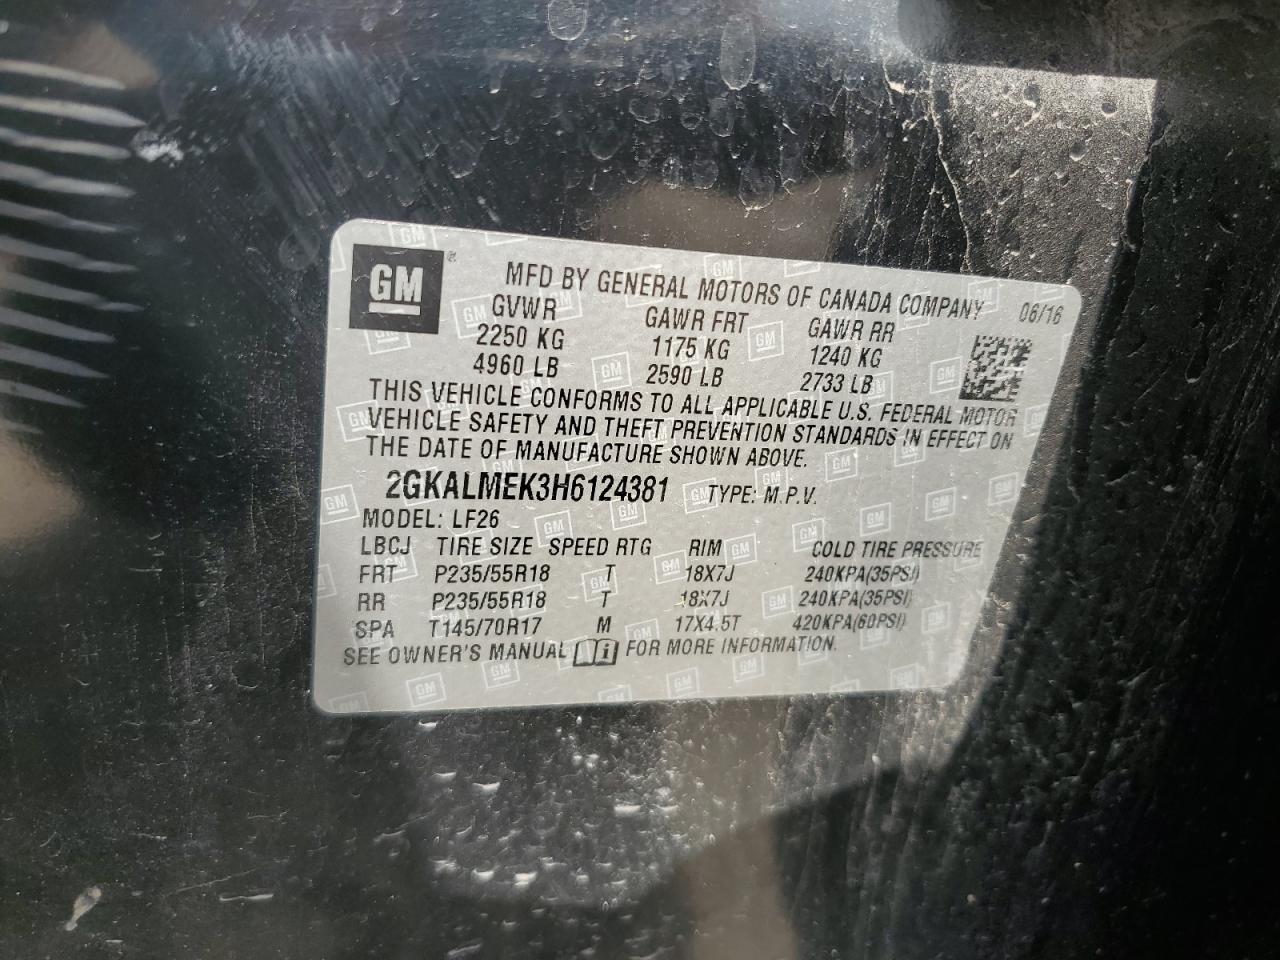 GM ®
MFD BY GENERAL MOTORS OF CANADA COMPANY 06/16
GVWR GAWR FRT GAWR RR
2250 KG 1175 KG 1240 KG
4960 LB 2590 LB 2733 LB
THIS VEHICLE CONFORMS TO ALL APPLICABLE U.S. FEDERAL MOTOR
VEHICLE SAFETY AND THEFT PREVENTION STANDARDS IN EFFECT ON
THE DATE OF MANUFACTURE SHOWN ABOVE.
2GKALMEK3H6124381 TYPE: M.P.V.
MODEL: LF26
LBCJ TIRE SIZE SPEED RTG RIM COLD TIRE PRESSURE
FRT P235/55R18 T 18X7J 240KPA(35PSI)
RR P235/55R18 T 18X7J 240KPA(35PSI)
SPA T145/70R17 M 17X4.5T 420KPA(60PSI)
SEE OWNER'S MANUAL i FOR MORE INFORMATION.